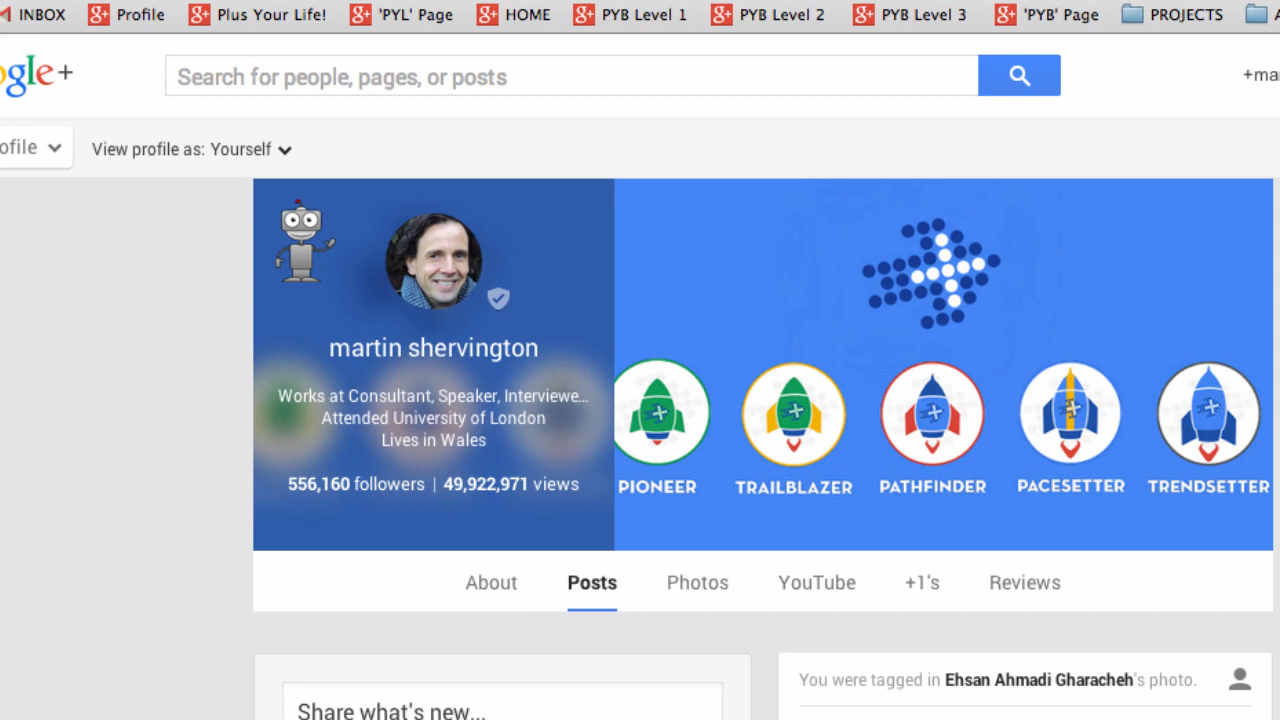 INBOX Profile Plus Your Life! 'PYL' Page HOME PYB Level 1 PYB Level 2 PYB Level 3 'PYB' Page PROJECTS
ogle+ Search for people, pages, or posts +mar
ofile View profile as: Yourself
martin shervington
Works at Consultant, Speaker, Interviewe...
Attended University of London
Lives in Wales
556,160 followers | 49,922,971 views
PIONEER TRAILBLAZER PATHFINDER PACESETTER TRENDSETTER
About Posts Photos YouTube +1's Reviews
You were tagged in Ehsan Ahmadi Gharacheh's photo.
Share what's new...